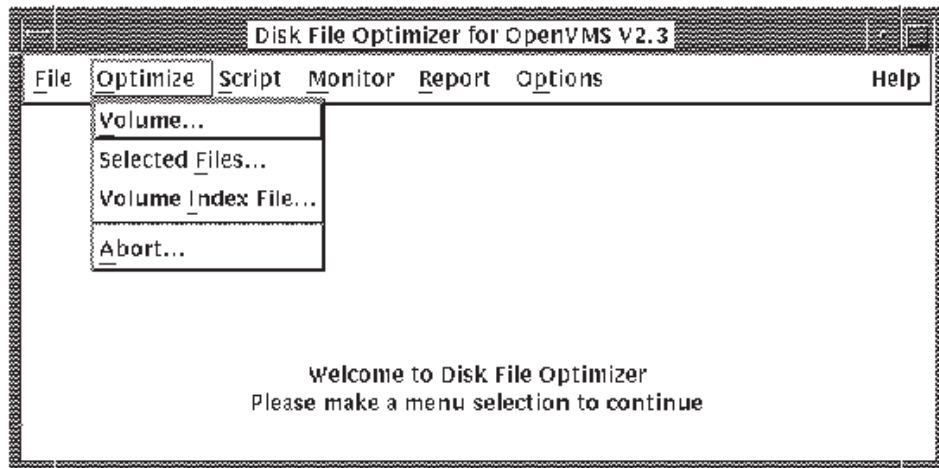 Disk File Optimizer for OpenVMS V2.3
File Optimize Script Monitor Report Options Help
Volume...
Selected Files...
Volume Index File...
Abort...
Welcome to Disk File Optimizer
Please make a menu selection to continue